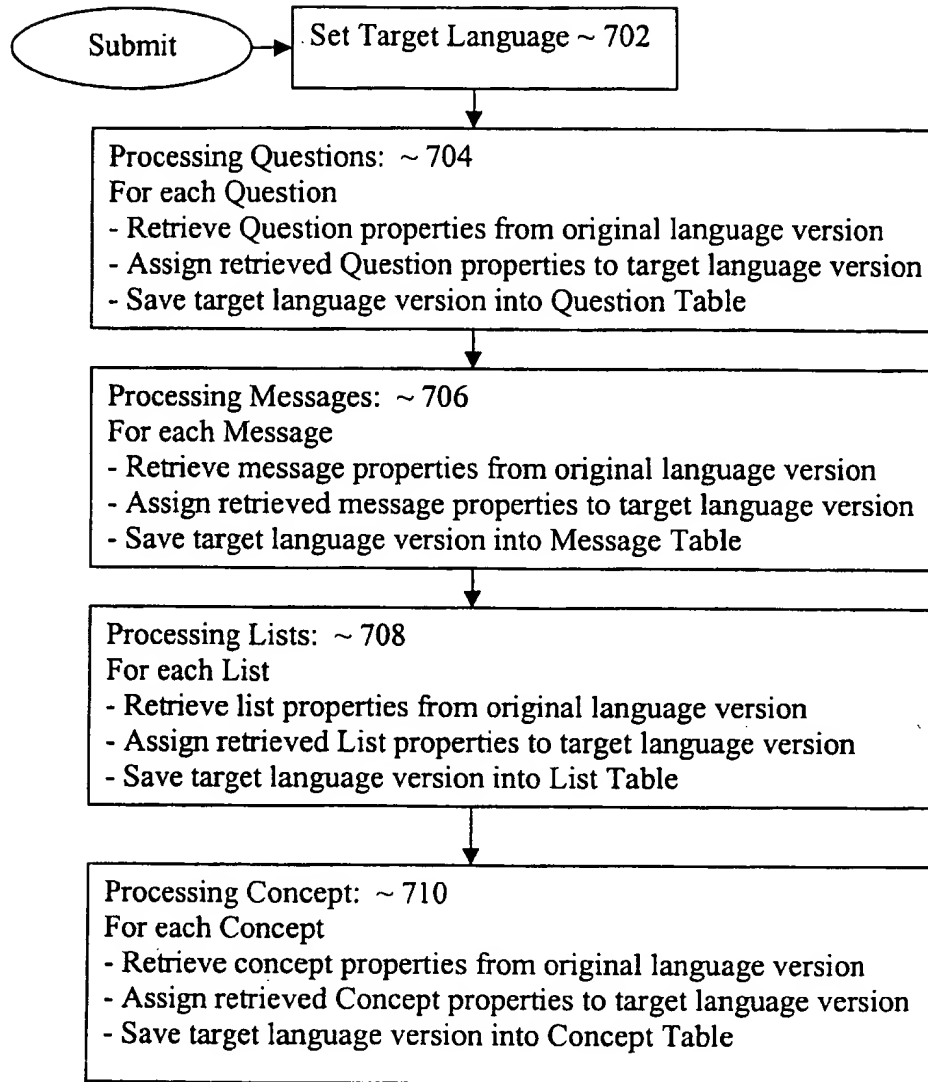 Submit
Set Target Language ~ 702
Processing Questions: ~ 704
For each Question
- Retrieve Question properties from original language version
- Assign retrieved Question properties to target language version
- Save target language version into Question Table
Processing Messages: ~ 706
For each Message
- Retrieve message properties from original language version
- Assign retrieved message properties to target language version
- Save target language version into Message Table
Processing Lists: ~ 708
For each List
- Retrieve list properties from original language version
- Assign retrieved List properties to target language version
- Save target language version into List Table
Processing Concept: ~ 710
For each Concept
- Retrieve concept properties from original language version
- Assign retrieved Concept properties to target language version
- Save target language version into Concept Table